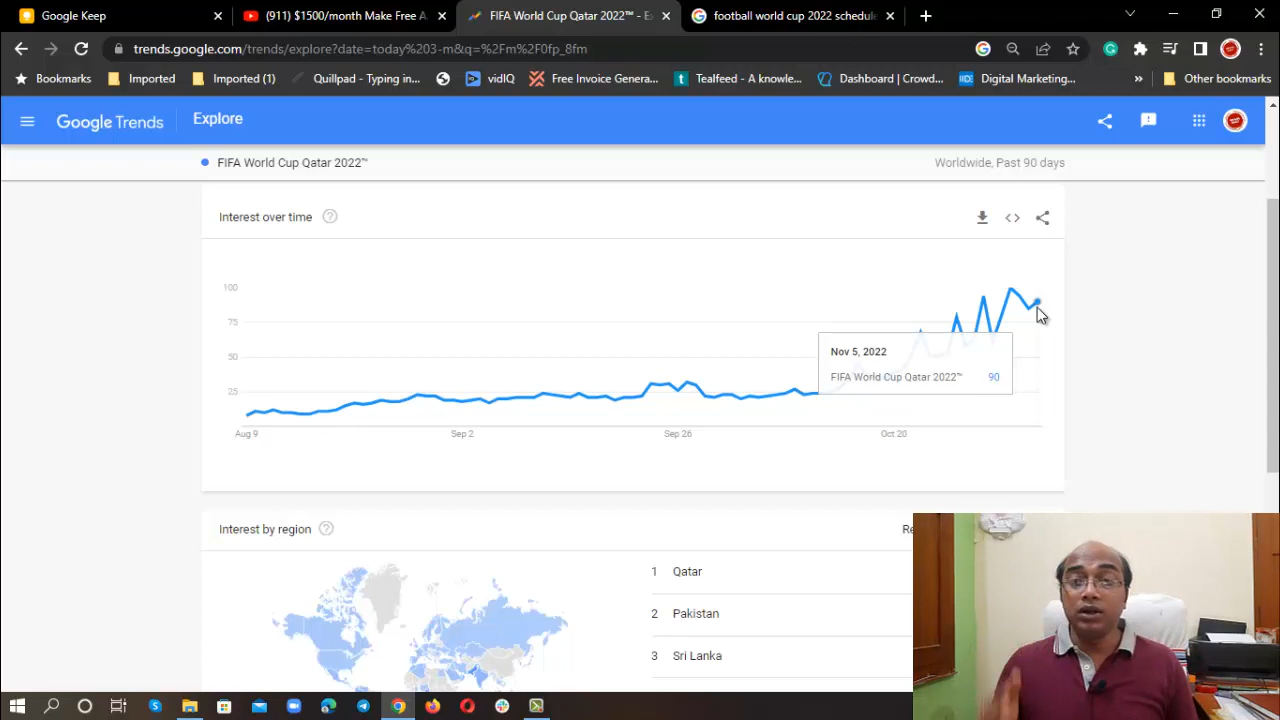 Google Keep
(911) $1500/month Make Free A
FIFA World Cup Qatar 2022™ - Ex
football world cup 2022 schedule
trends.google.com/trends/explore?date=today%203-m&q=%2Fm%2F0fp_8fm
Bookmarks
Imported
Imported (1)
Quillpad - Typing in...
vidIQ
Free Invoice Genera...
Tealfeed - A knowle...
Dashboard | Crowd...
Digital Marketing...
»
Other bookmarks
Google Trends
Explore
FIFA World Cup Qatar 2022™
Worldwide, Past 90 days
Interest over time
100
75
50
25
Nov 5, 2022
FIFA World Cup Qatar 2022™ 90
Aug 9
Sep 2
Sep 26
Oct 20
Interest by region
Re
1 Qatar
2 Pakistan
3 Sri Lanka